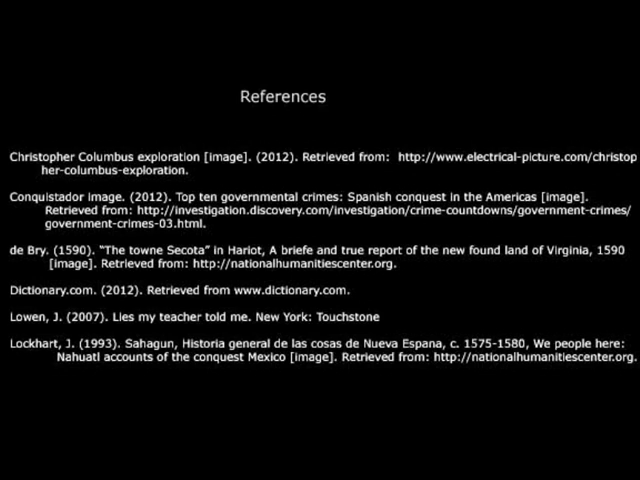 References
Christopher Columbus exploration [image]. (2012). Retrieved from: http://www.electrical-picture.com/christop
her-columbus-exploration.
Conquistador image. (2012). Top ten governmental crimes: Spanish conquest in the Americas [image].
Retrieved from: http://investigation.discovery.com/investigation/crime-countdowns/government-crimes/
government-crimes-03.html.
de Bry. (1590). “The towne Secota” in Hariot, A briefe and true report of the new found land of Virginia, 1590
[image]. Retrieved from: http://nationalhumanitiescenter.org.
Dictionary.com. (2012). Retrieved from www.dictionary.com.
Lowen, J. (2007). Lies my teacher told me. New York: Touchstone
Lockhart, J. (1993). Sahagun, Historia general de las cosas de Nueva Espana, c. 1575-1580, We people here:
Nahuatl accounts of the conquest Mexico [image]. Retrieved from: http://nationalhumanitiescenter.org.